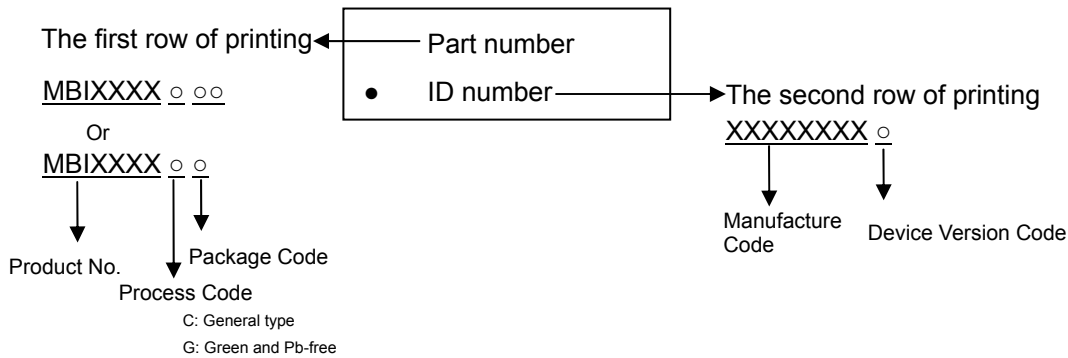 The first row of printing
Part number
MBIXXXX ○ ○○
● ID number
The second row of printing
Or
XXXXXXXX ○
MBIXXXX ○ ○
Manufacture
Code
Device Version Code
Product No.
Package Code
Process Code
C: General type
G: Green and Pb-free